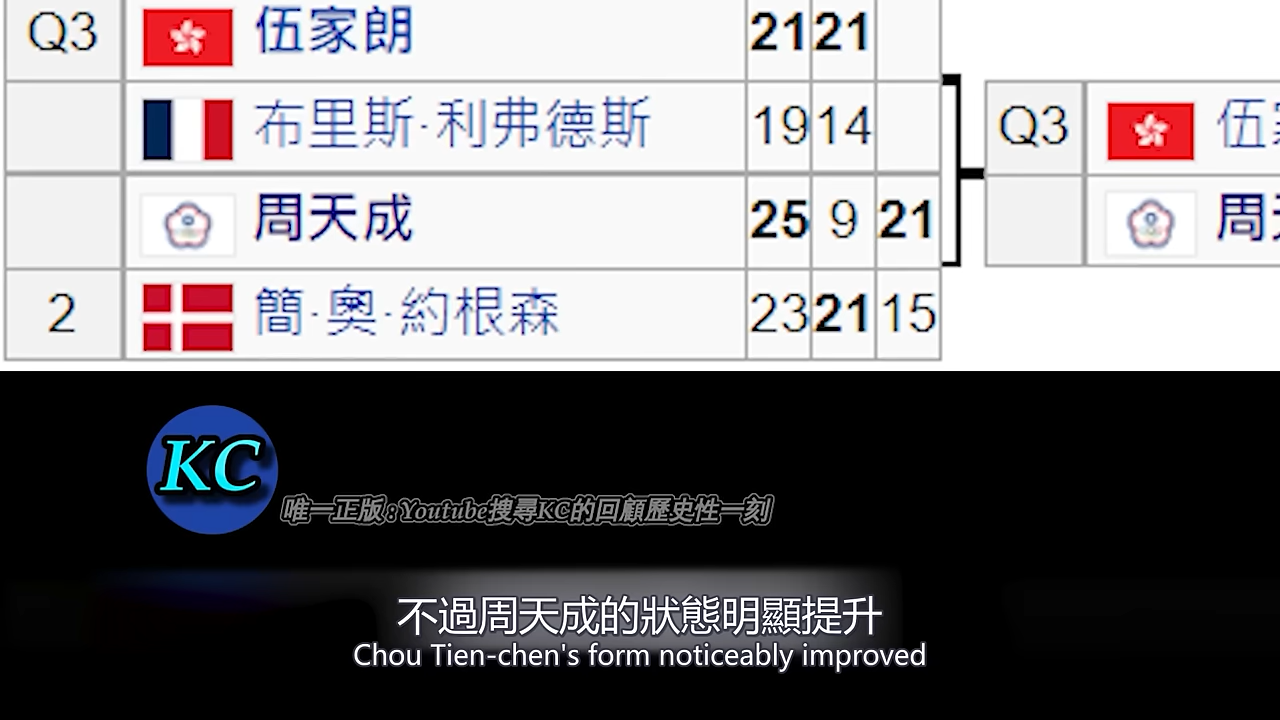 Q3 伍家朗 21 21
布里斯·利弗德斯 19 14
周天成 25 9 21
2 簡·奧·約根森 23 21 15
Q3 伍
周
KC
唯一正版 : Youtube搜尋KC的回顧歷史性一刻
不過周天成的狀態明顯提升
Chou Tien-chen's form noticeably improved